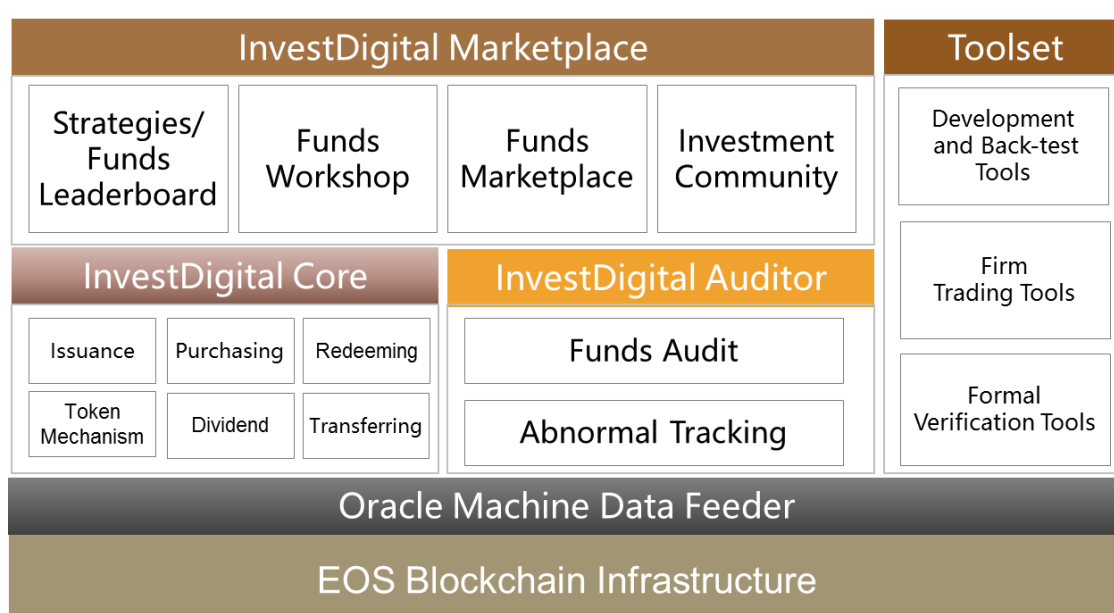 InvestDigital Marketplace
Strategies/
Funds
Leaderboard
Funds
Workshop
Funds
Marketplace
Investment
Community
InvestDigital Core
Issuance
Purchasing
Redeeming
Token
Mechanism
Dividend
Transferring
InvestDigital Auditor
Funds Audit
Abnormal Tracking
Toolset
Development
and Back-test
Tools
Firm
Trading Tools
Formal
Verification Tools
Oracle Machine Data Feeder
EOS Blockchain Infrastructure